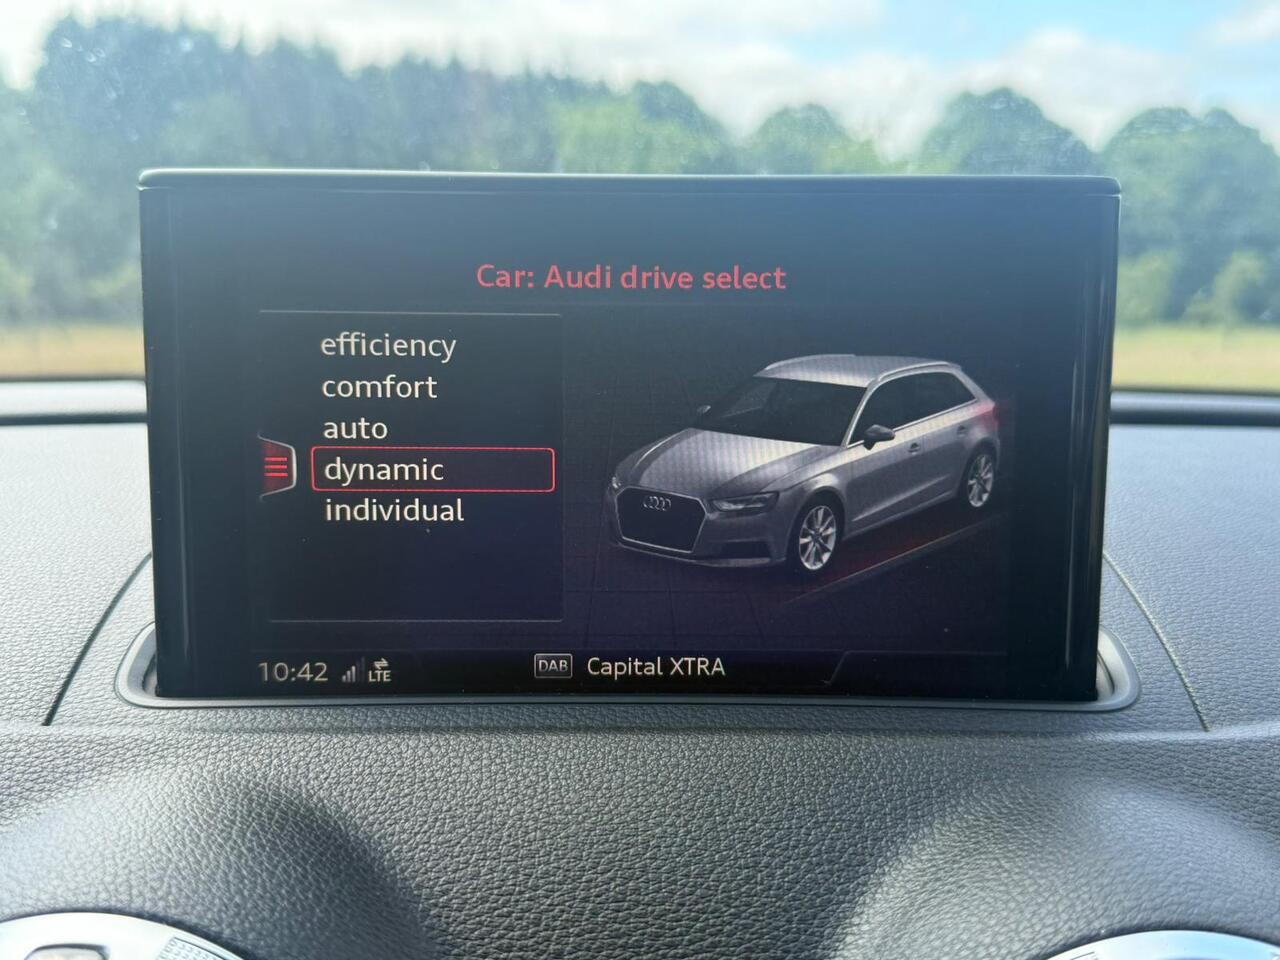 Car: Audi drive select
efficiency
comfort
auto
dynamic
individual
10:42 LTE DAB Capital XTRA